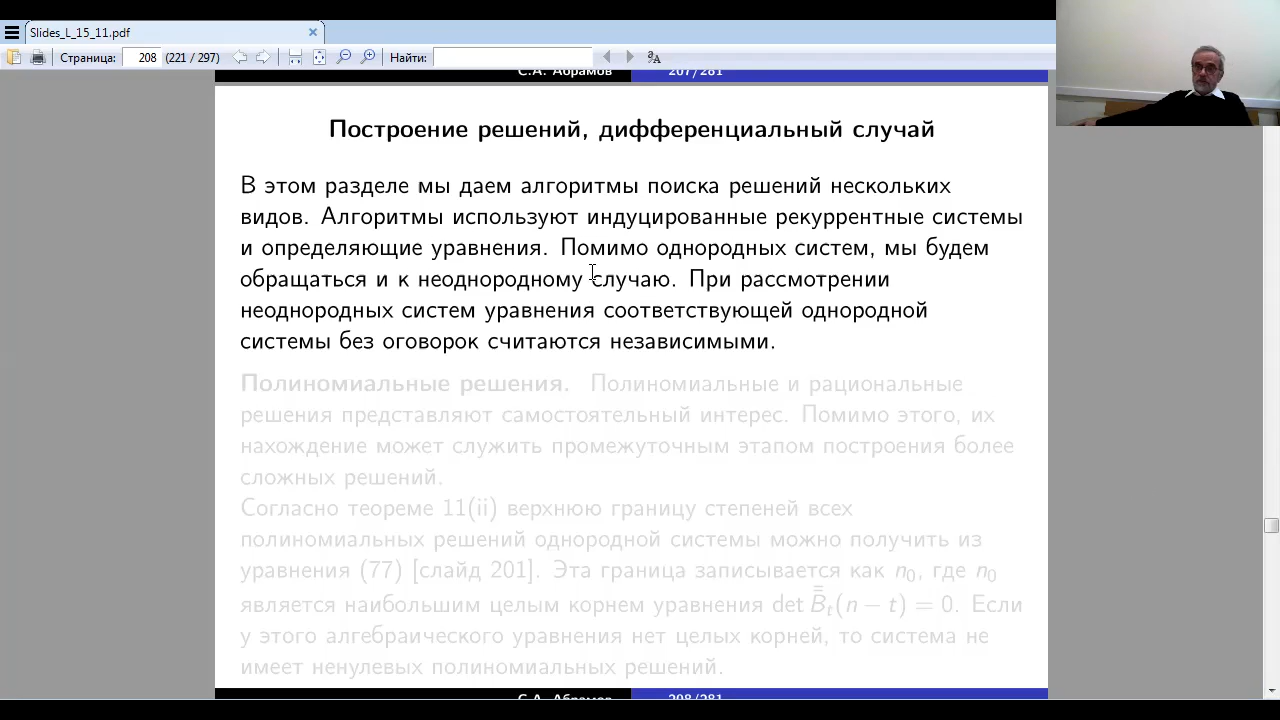 Slides_L_15_11.pdf
Страница: 208 (221 / 297) Найти:
С.А. Абрамов 207/281
Построение решений, дифференциальный случай
В этом разделе мы даем алгоритмы поиска решений нескольких
видов. Алгоритмы используют индуцированные рекуррентные системы
и определяющие уравнения. Помимо однородных систем, мы будем
обращаться и к неоднородному случаю. При рассмотрении
неоднородных систем уравнения соответствующей однородной
системы без оговорок считаются независимыми.
Полиномиальные решения. Полиномиальные и рациональные
решения представляют самостоятельный интерес. Помимо этого, их
нахождение может служить промежуточным этапом построения более
сложных решений.
Согласно теореме 11(ii) верхнюю границу степеней всех
полиномиальных решений однородной системы можно получить из
уравнения (77) [слайд 201]. Эта граница записывается как n₀, где n₀
является наибольшим целым корнем уравнения det B̿ₜ(n − t) = 0. Если
у этого алгебраического уравнения нет целых корней, то система не
имеет ненулевых полиномиальных решений.
С.А. Абрамов 208/281